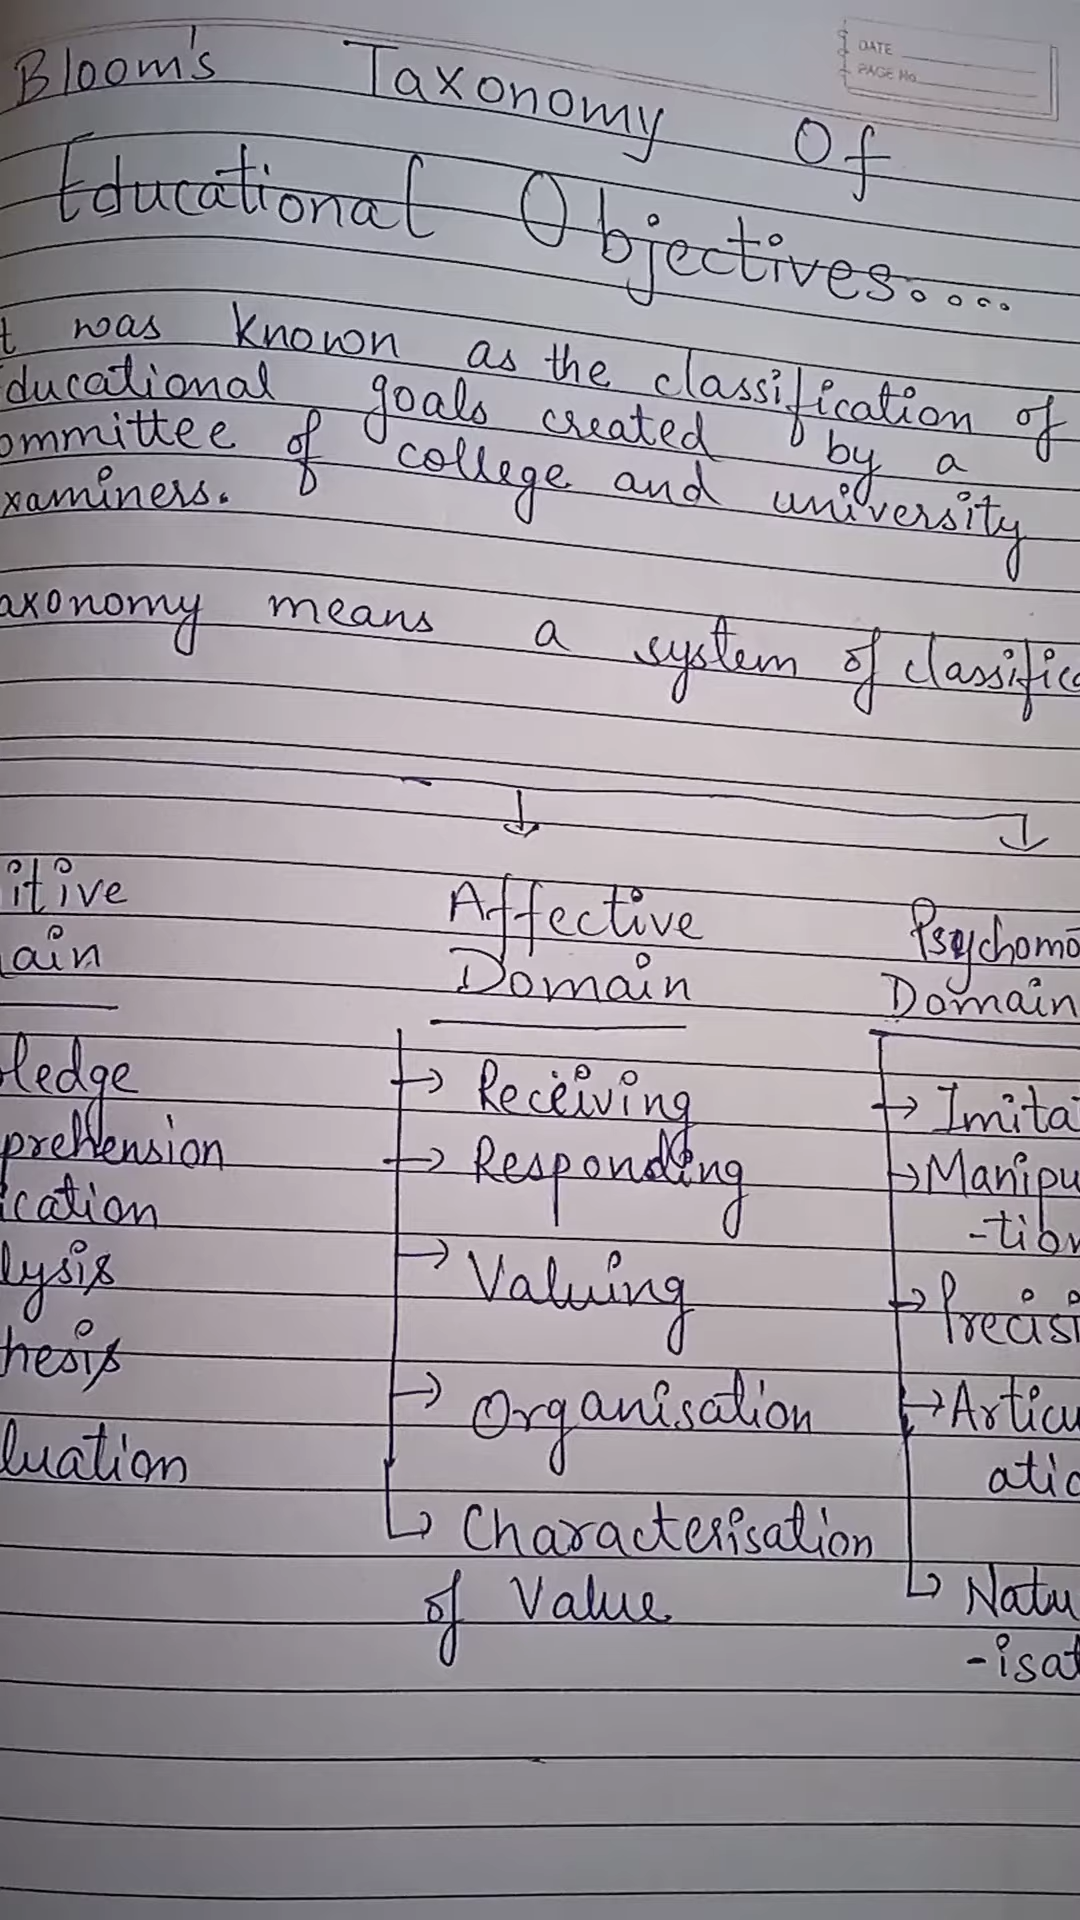 DATE
PAGE No.
Bloom's Taxonomy Of
Educational Objectives....
t was known as the classification of
ducational goals created by a
ommittee of college and university
xaminers.
axonomy means a system of classific
itive
ain
Affective
Domain
Psychomo
Domain
ledge
prehension
ication
lysis
hesis
luation
→ Receiving
→ Responding
→ Valuing
→ Organisation
↳ Characterisation
of Value
→ Imita
→ Manipu
-tion
→ Precisi
→ Articu
atio
↳ Natu
-isat